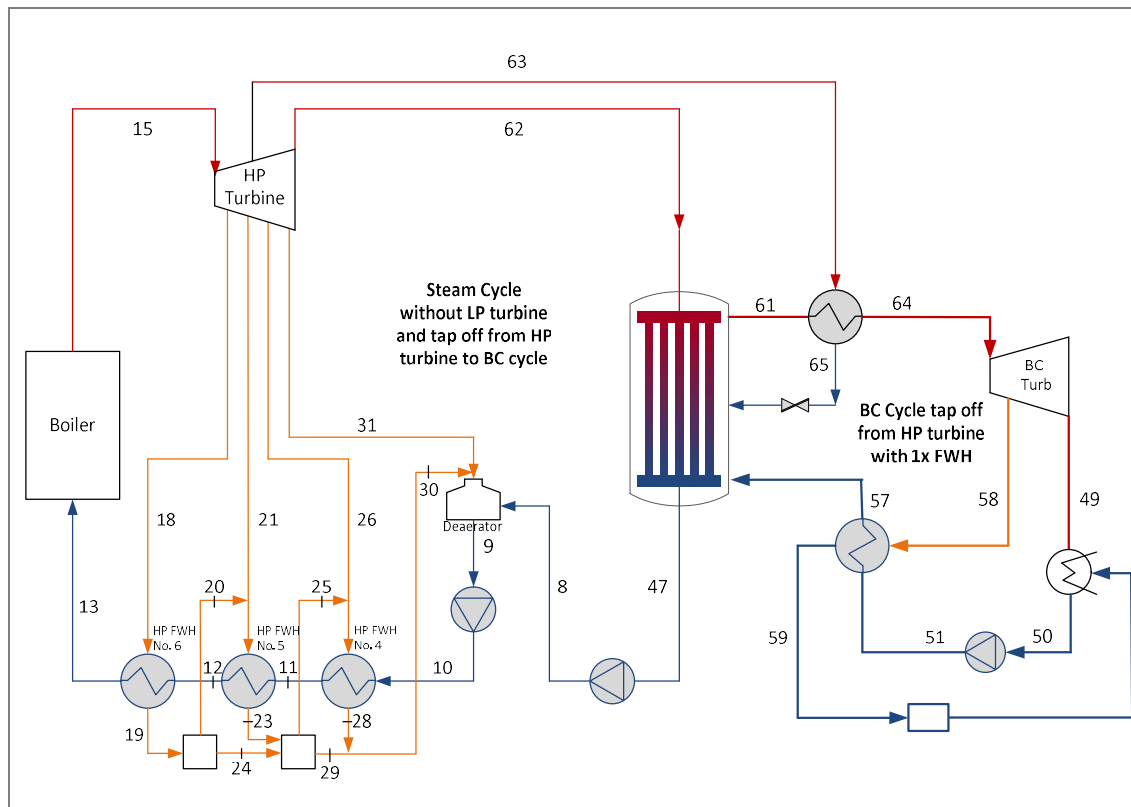 63
15
62
HP
Turbine
Steam Cycle
without LP turbine
and tap off from HP
turbine to BC cycle
61
64
65
BC
Turb
Boiler
31
BC Cycle tap off
from HP turbine
with 1x FWH
30
Deaerator
57
58
49
18
21
26
9
8
47
20
25
13
HP FWH
No. 6
HP FWH
No. 5
HP FWH
No. 4
12
11
10
59
51
50
19
23
28
24
29